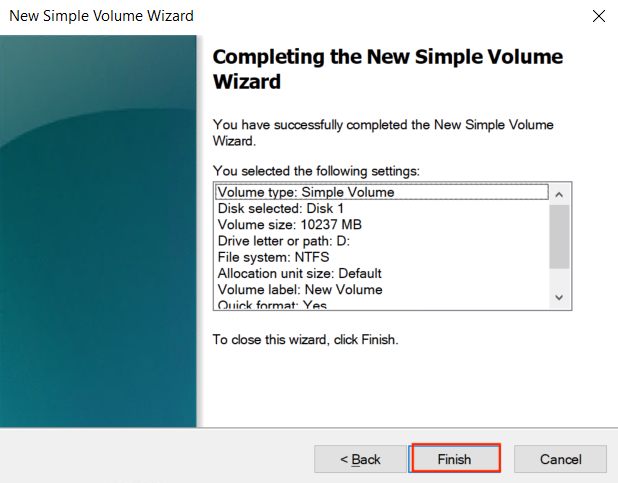 New Simple Volume Wizard
Completing the New Simple Volume
Wizard
You have successfully completed the New Simple Volume
Wizard.
You selected the following settings:
Volume type: Simple Volume
Disk selected: Disk 1
Volume size: 10237 MB
Drive letter or path: D:
File system: NTFS
Allocation unit size: Default
Volume label: New Volume
Quick format: Yes
To close this wizard, click Finish.
< Back
Finish
Cancel